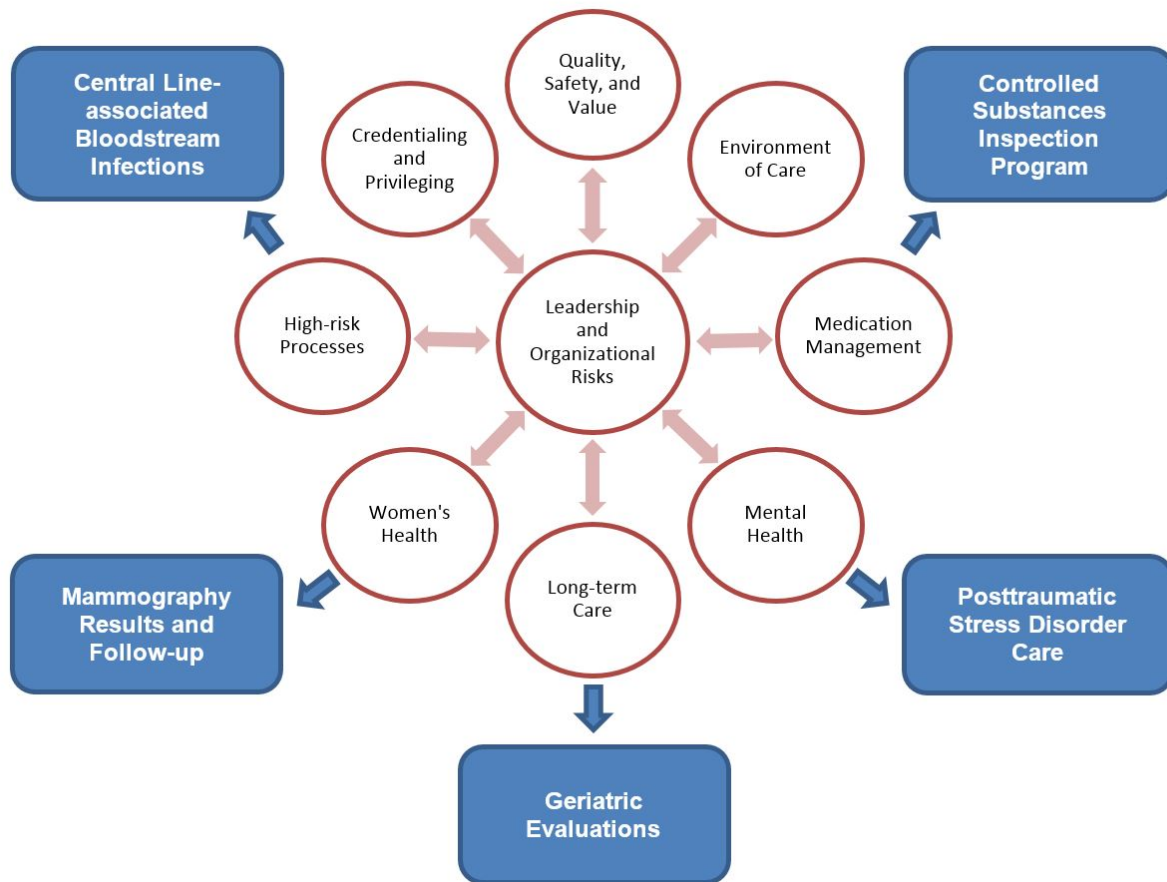 Quality,
Safety, and
Value
Central Line-
associated
Bloodstream
Infections
Controlled
Substances
Inspection
Program
Credentialing
and
Privileging
Environment
of Care
High-risk
Processes
Leadership
and
Organizational
Risks
Medication
Management
Women's
Health
Mental
Health
Long-term
Care
Mammography
Results and
Follow-up
Posttraumatic
Stress Disorder
Care
Geriatric
Evaluations